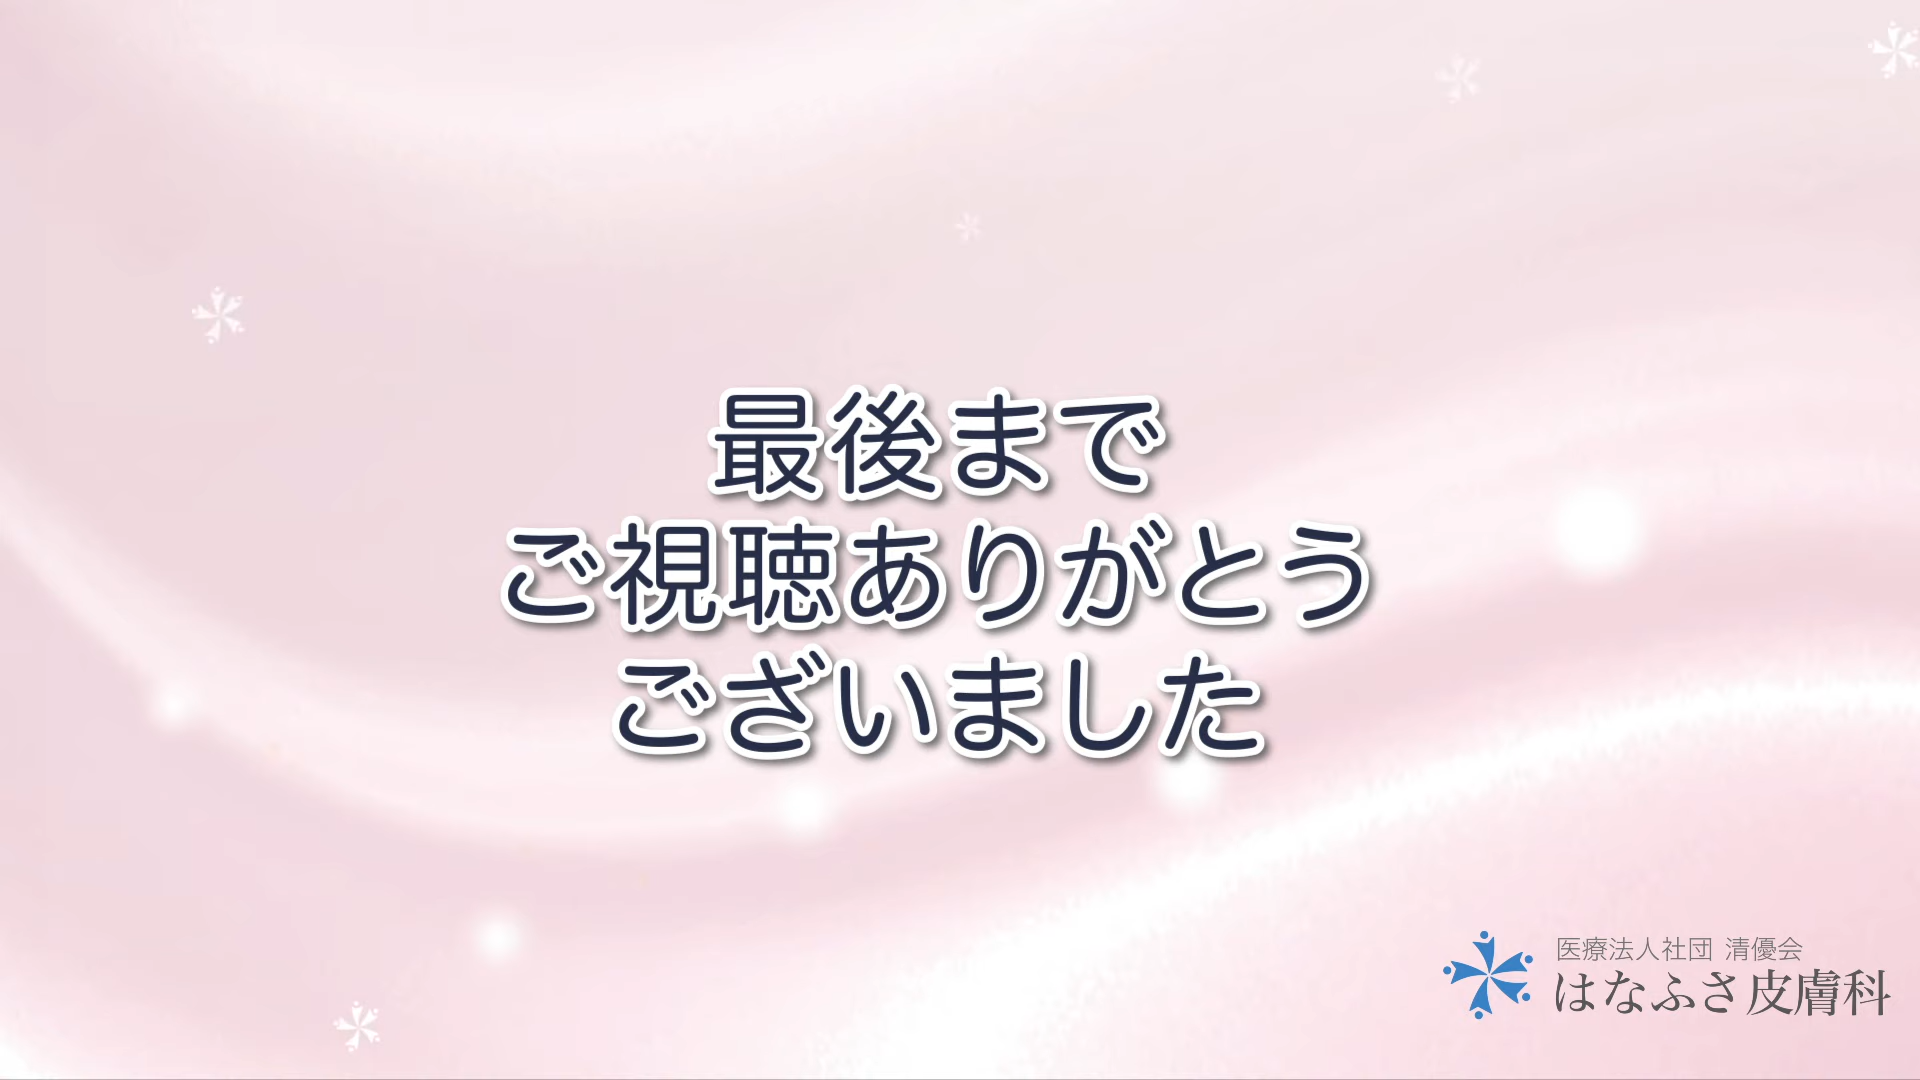 最後まで
ご視聴ありがとう
ございました
医療法人社団 清優会
はなふさ皮膚科